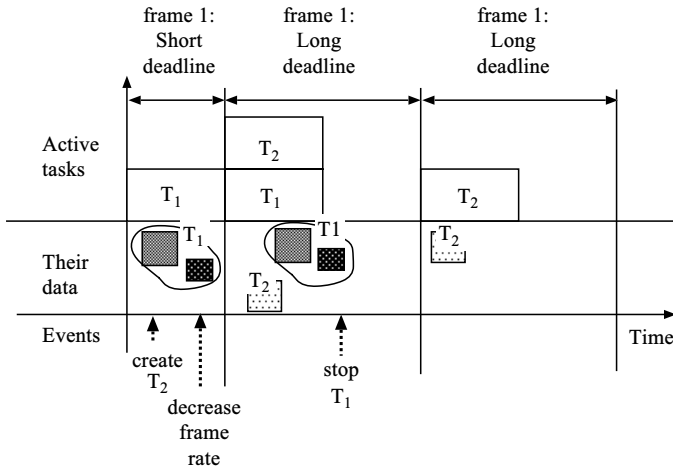 frame 1:
Short
deadline
frame 1:
Long
deadline
frame 1:
Long
deadline
Active
tasks
T2
T1
T1
T2
Their
data
T1
T2
T1
T2
Events
Time
create
T2
decrease
frame
rate
stop
T1